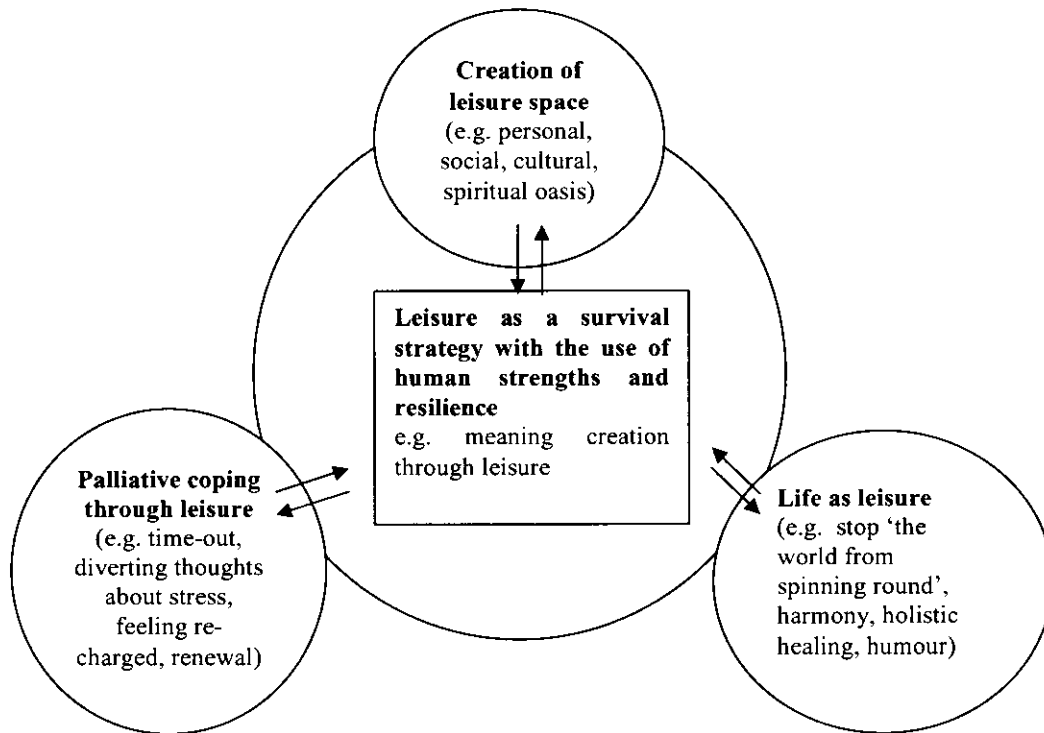 Creation of
leisure space
(e.g. personal,
social, cultural,
spiritual oasis)
Leisure as a survival
strategy with the use of
human strengths and
resilience
e.g. meaning creation
through leisure
Palliative coping
through leisure
(e.g. time-out,
diverting thoughts
about stress,
feeling re-
charged, renewal)
Life as leisure
(e.g. stop ‘the
world from
spinning round’,
harmony, holistic
healing, humour)